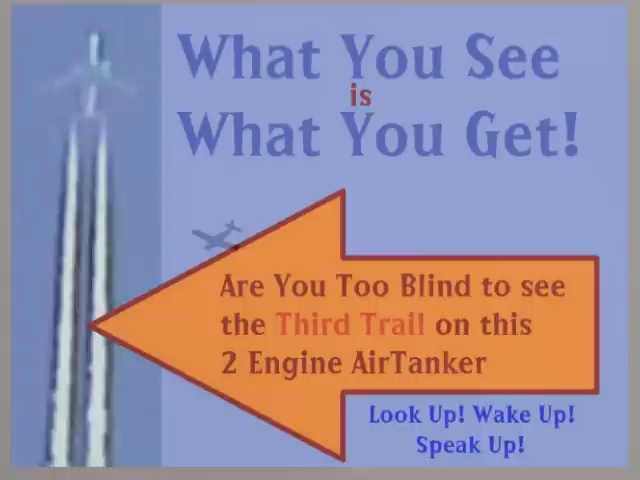 What You See
is
What You Get!
Are You Too Blind to see
the Third Trail on this
2 Engine AirTanker
Look Up! Wake Up!
Speak Up!